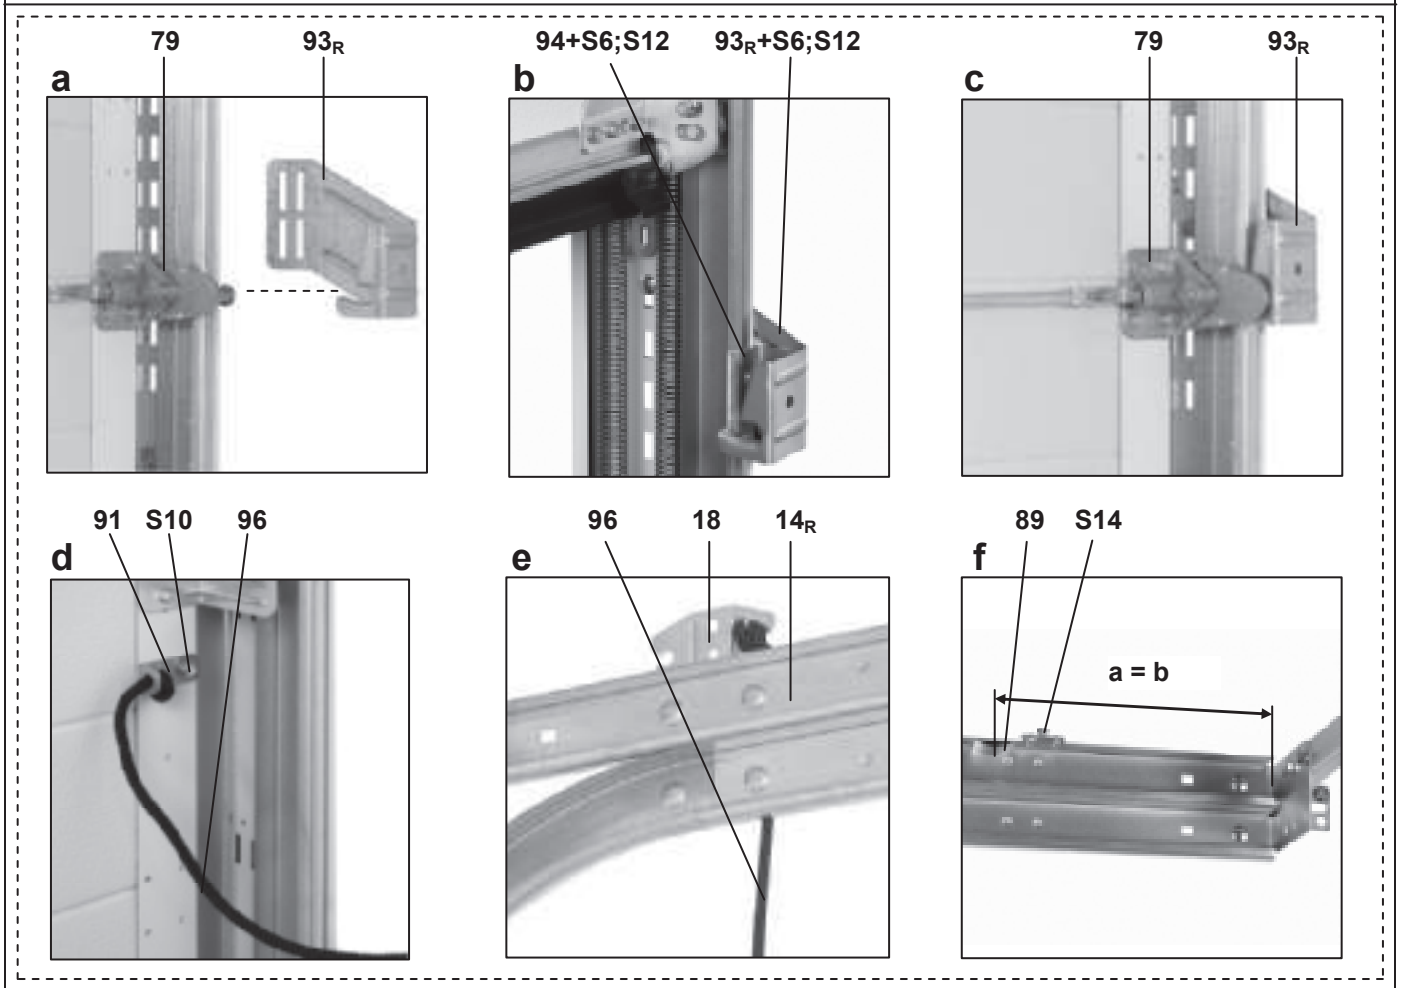 79 93R 94+S6;S12 93R+S6;S12 79 93R
a b c
91 S10 96 96 18 14R 89 S14
d e f
a = b